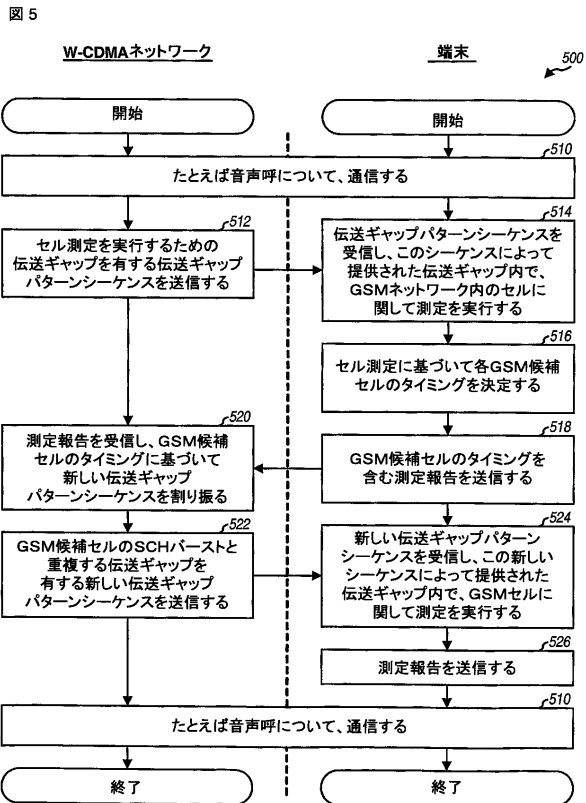 図5
W-CDMAネットワーク
端末
500
開始
開始
510
たとえば音声呼について、通信する
512
セル測定を実行するための
伝送ギャップを有する伝送ギャップ
パターンシーケンスを送信する
514
伝送ギャップパターンシーケンスを
受信し、このシーケンスによって
提供された伝送ギャップ内で、
GSMネットワーク内のセルに
関して測定を実行する
516
セル測定に基づいて各GSM候補
セルのタイミングを決定する
520
測定報告を受信し、GSM候補
セルのタイミングに基づいて
新しい伝送ギャップ
パターンシーケンスを割り振る
518
GSM候補セルのタイミングを
含む測定報告を送信する
522
GSM候補セルのSCHバーストと
重複する伝送ギャップを
有する新しい伝送ギャップ
パターンシーケンスを送信する
524
新しい伝送ギャップパターン
シーケンスを受信し、この新しい
シーケンスによって提供された
伝送ギャップ内で、GSMセルに
関して測定を実行する
526
測定報告を送信する
510
たとえば音声呼について、通信する
終了
終了